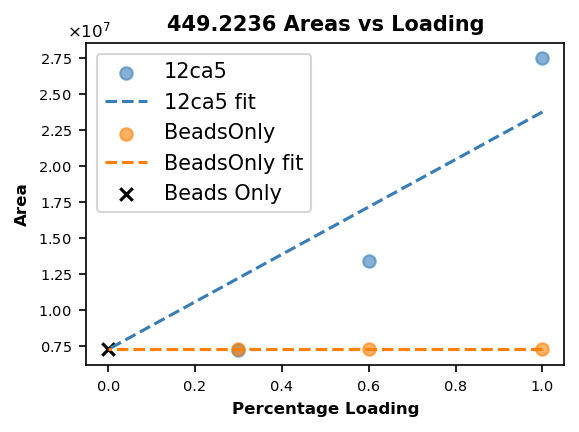 449.2236 Areas vs Loading
×10⁷
12ca5
12ca5 fit
BeadsOnly
BeadsOnly fit
Beads Only
2.75
2.50
2.25
2.00
1.75
1.50
1.25
1.00
0.75
Area
0.0 0.2 0.4 0.6 0.8 1.0
Percentage Loading